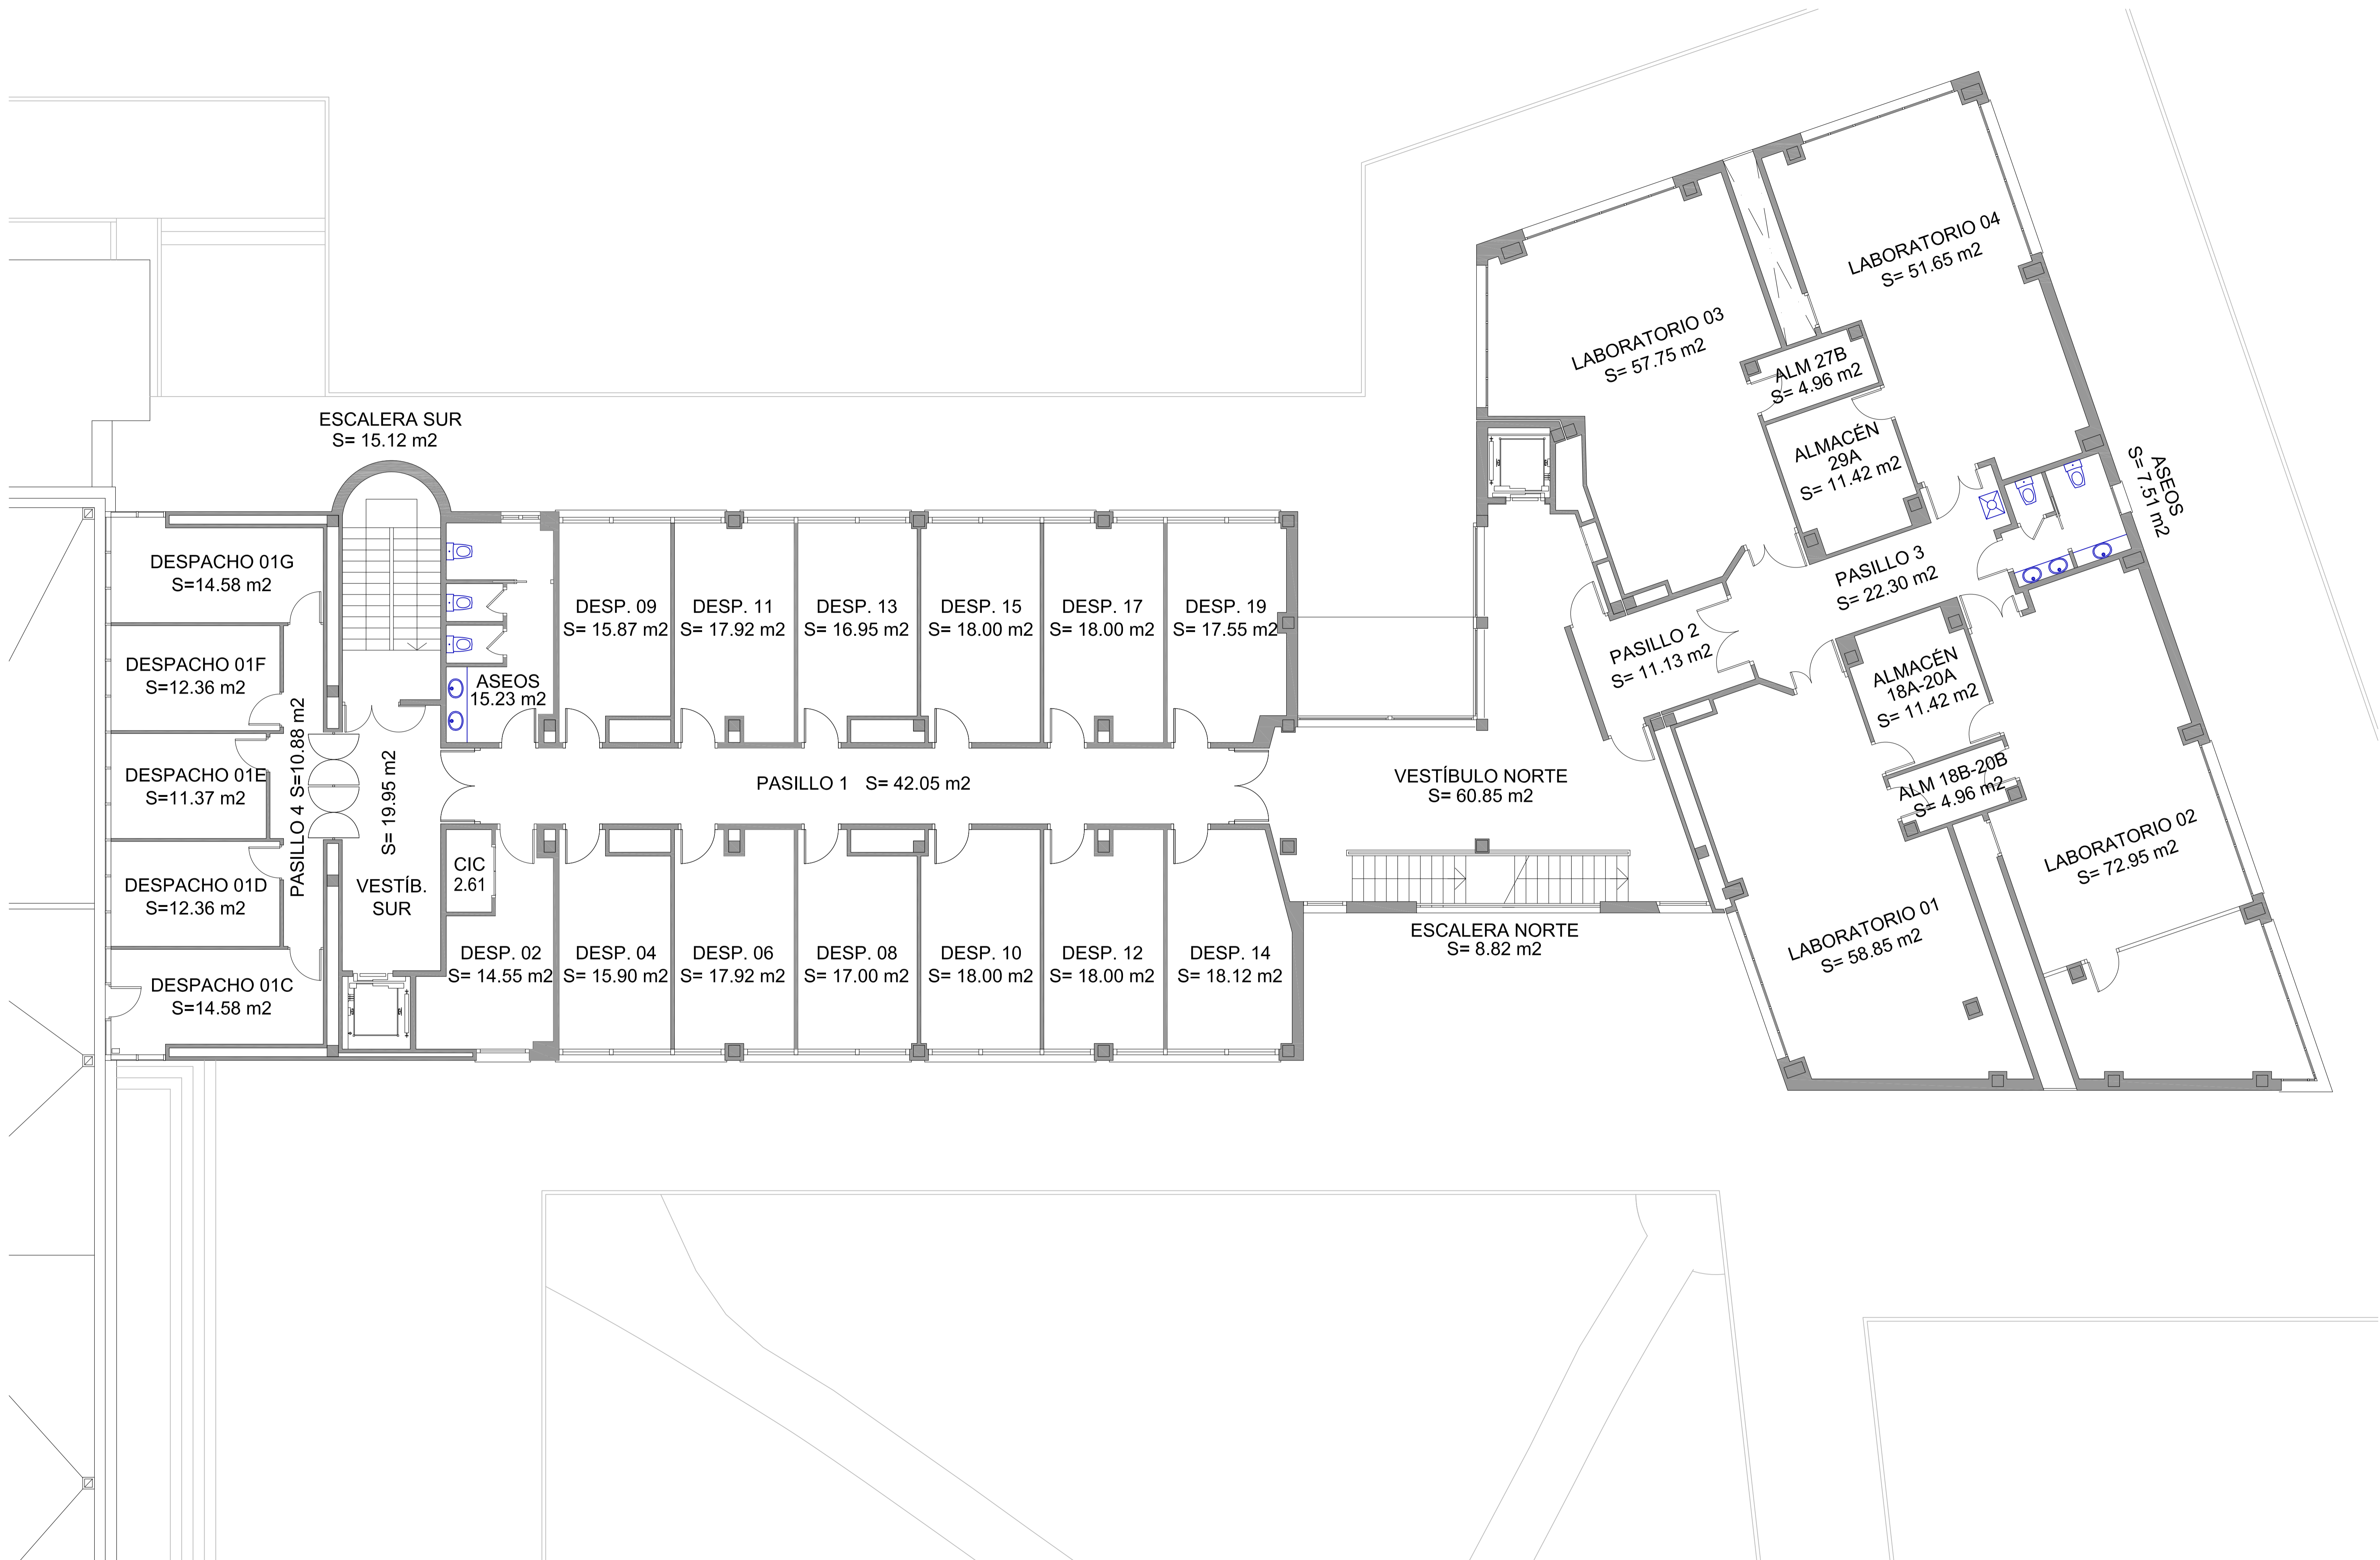 ESCALERA SUR
S= 15.12 m2
DESPACHO 01G
S=14.58 m2
DESPACHO 01F
S=12.36 m2
DESPACHO 01E
S=11.37 m2
DESPACHO 01D
S=12.36 m2
DESPACHO 01C
S=14.58 m2
PASILLO 4 S=10.88 m2
S= 19.95 m2
VESTÍB.
SUR
ASEOS
15.23 m2
DESP. 09
S= 15.87 m2
DESP. 11
S= 17.92 m2
DESP. 13
S= 16.95 m2
DESP. 15
S= 18.00 m2
DESP. 17
S= 18.00 m2
DESP. 19
S= 17.55 m2
PASILLO 1 S= 42.05 m2
CIC
2.61
DESP. 02
S= 14.55 m2
DESP. 04
S= 15.90 m2
DESP. 06
S= 17.92 m2
DESP. 08
S= 17.00 m2
DESP. 10
S= 18.00 m2
DESP. 12
S= 18.00 m2
DESP. 14
S= 18.12 m2
VESTÍBULO NORTE
S= 60.85 m2
ESCALERA NORTE
S= 8.82 m2
LABORATORIO 04
S= 51.65 m2
LABORATORIO 03
S= 57.75 m2
ALM 27B
S= 4.96 m2
ALMACÉN
29A
S= 11.42 m2
ASEOS
S= 7.51 m2
PASILLO 3
S= 22.30 m2
PASILLO 2
S= 11.13 m2
ALMACÉN
18A-20A
S= 11.42 m2
ALM 18B-20B
S= 4.96 m2
LABORATORIO 02
S= 72.95 m2
LABORATORIO 01
S= 58.85 m2